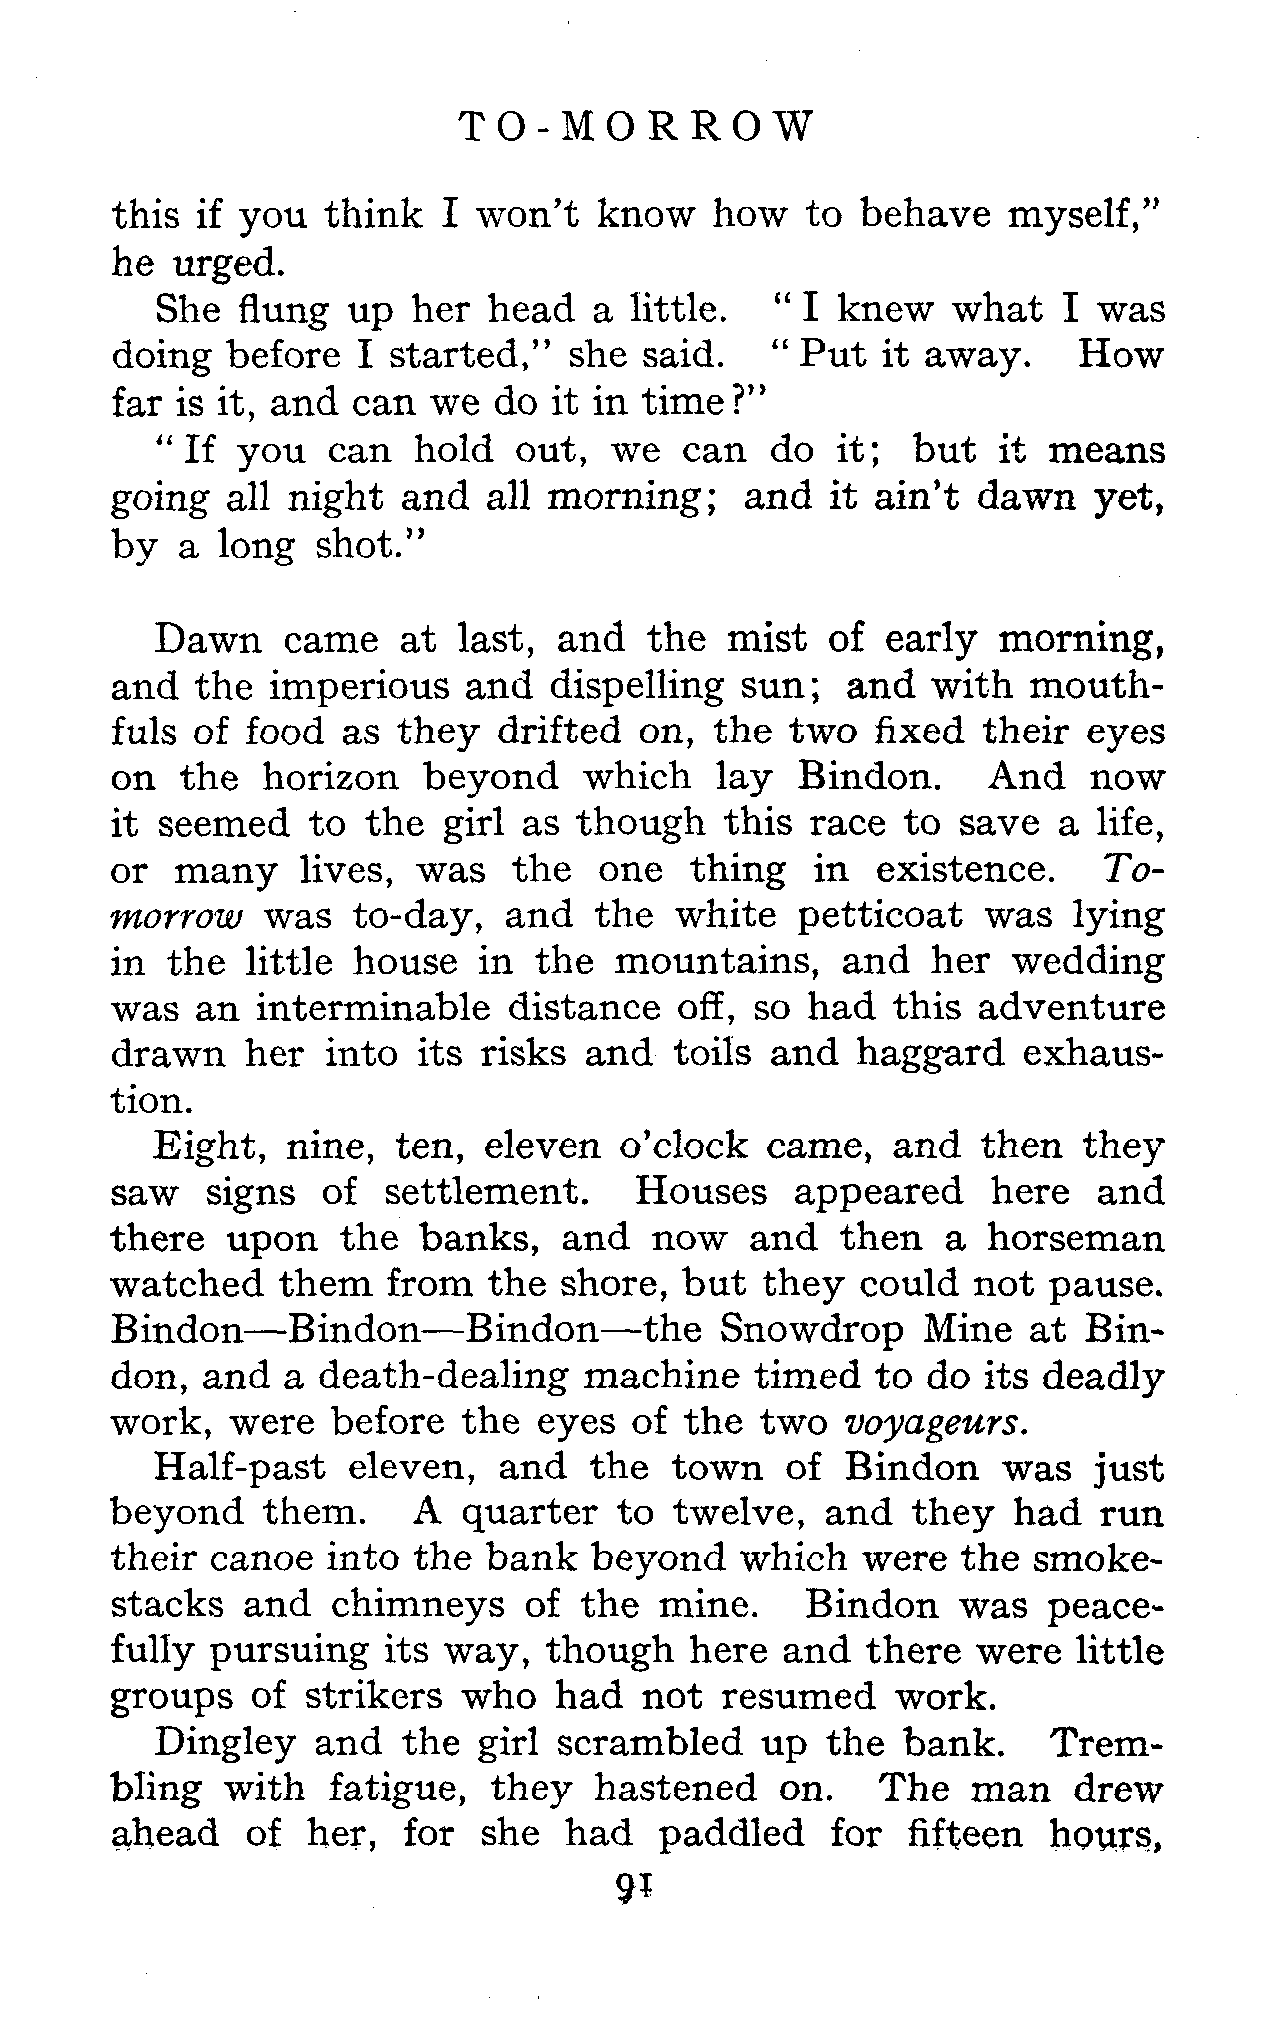 TO-MORROW
this if you think I won't know how to behave myself,"
he urged.
She flung up her head a little. "I knew what I was
doing before I started," she said. "Put it away. How
far is it, and can we do it in time?"
"If you can hold out, we can do it; but it means
going all night and all morning; and it ain't dawn yet,
by a long shot."
Dawn came at last, and the mist of early morning,
and the imperious and dispelling sun; and with mouth-
fuls of food as they drifted on, the two fixed their eyes
on the horizon beyond which lay Bindon. And now
it seemed to the girl as though this race to save a life,
or many lives, was the one thing in existence. To-
morrow was to-day, and the white petticoat was lying
in the little house in the mountains, and her wedding
was an interminable distance off, so had this adventure
drawn her into its risks and toils and haggard exhaus-
tion.
Eight, nine, ten, eleven o'clock came, and then they
saw signs of settlement. Houses appeared here and
there upon the banks, and now and then a horseman
watched them from the shore, but they could not pause.
Bindon—Bindon—Bindon—the Snowdrop Mine at Bin-
don, and a death-dealing machine timed to do its deadly
work, were before the eyes of the two voyageurs.
Half-past eleven, and the town of Bindon was just
beyond them. A quarter to twelve, and they had run
their canoe into the bank beyond which were the smoke-
stacks and chimneys of the mine. Bindon was peace-
fully pursuing its way, though here and there were little
groups of strikers who had not resumed work.
Dingley and the girl scrambled up the bank. Trem-
bling with fatigue, they hastened on. The man drew
ahead of her, for she had paddled for fifteen hours,
91